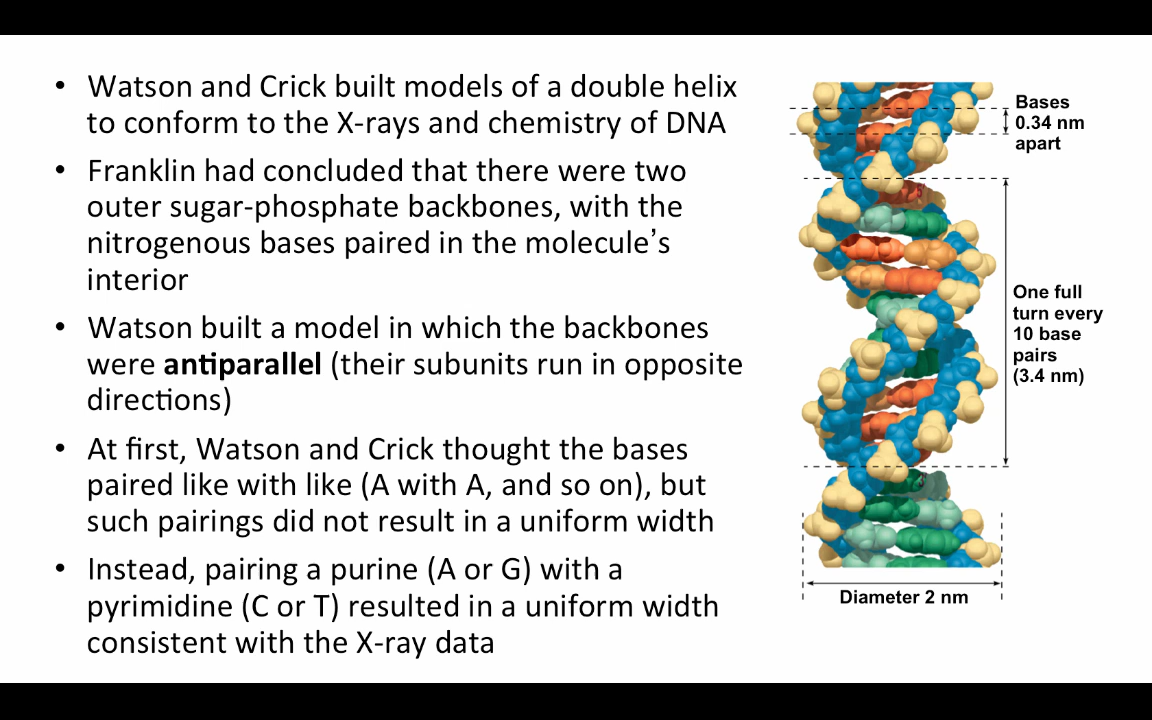 • Watson and Crick built models of a double helix
to conform to the X-rays and chemistry of DNA
• Franklin had concluded that there were two
outer sugar-phosphate backbones, with the
nitrogenous bases paired in the molecule’s
interior
• Watson built a model in which the backbones
were antiparallel (their subunits run in opposite
directions)
• At first, Watson and Crick thought the bases
paired like with like (A with A, and so on), but
such pairings did not result in a uniform width
• Instead, pairing a purine (A or G) with a
pyrimidine (C or T) resulted in a uniform width
consistent with the X-ray data
Bases
0.34 nm
apart
One full
turn every
10 base
pairs
(3.4 nm)
Diameter 2 nm